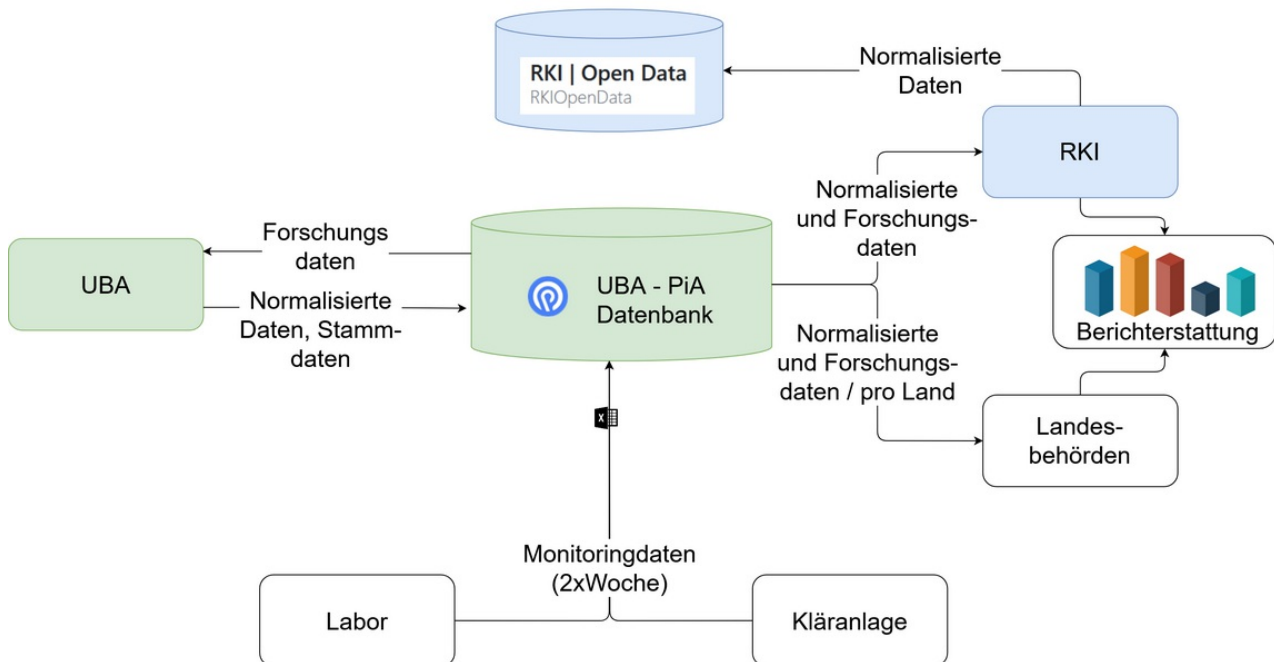 RKI | Open Data
RKIOpenData
Normalisierte
Daten
RKI
Normalisierte
und Forschungs-
daten
Forschungs
daten
UBA
Normalisierte
Daten, Stamm-
daten
UBA - PiA
Datenbank
Berichterstattung
Normalisierte
und Forschungs-
daten / pro Land
Landes-
behörden
X
Monitoringdaten
(2xWoche)
Labor
Kläranlage